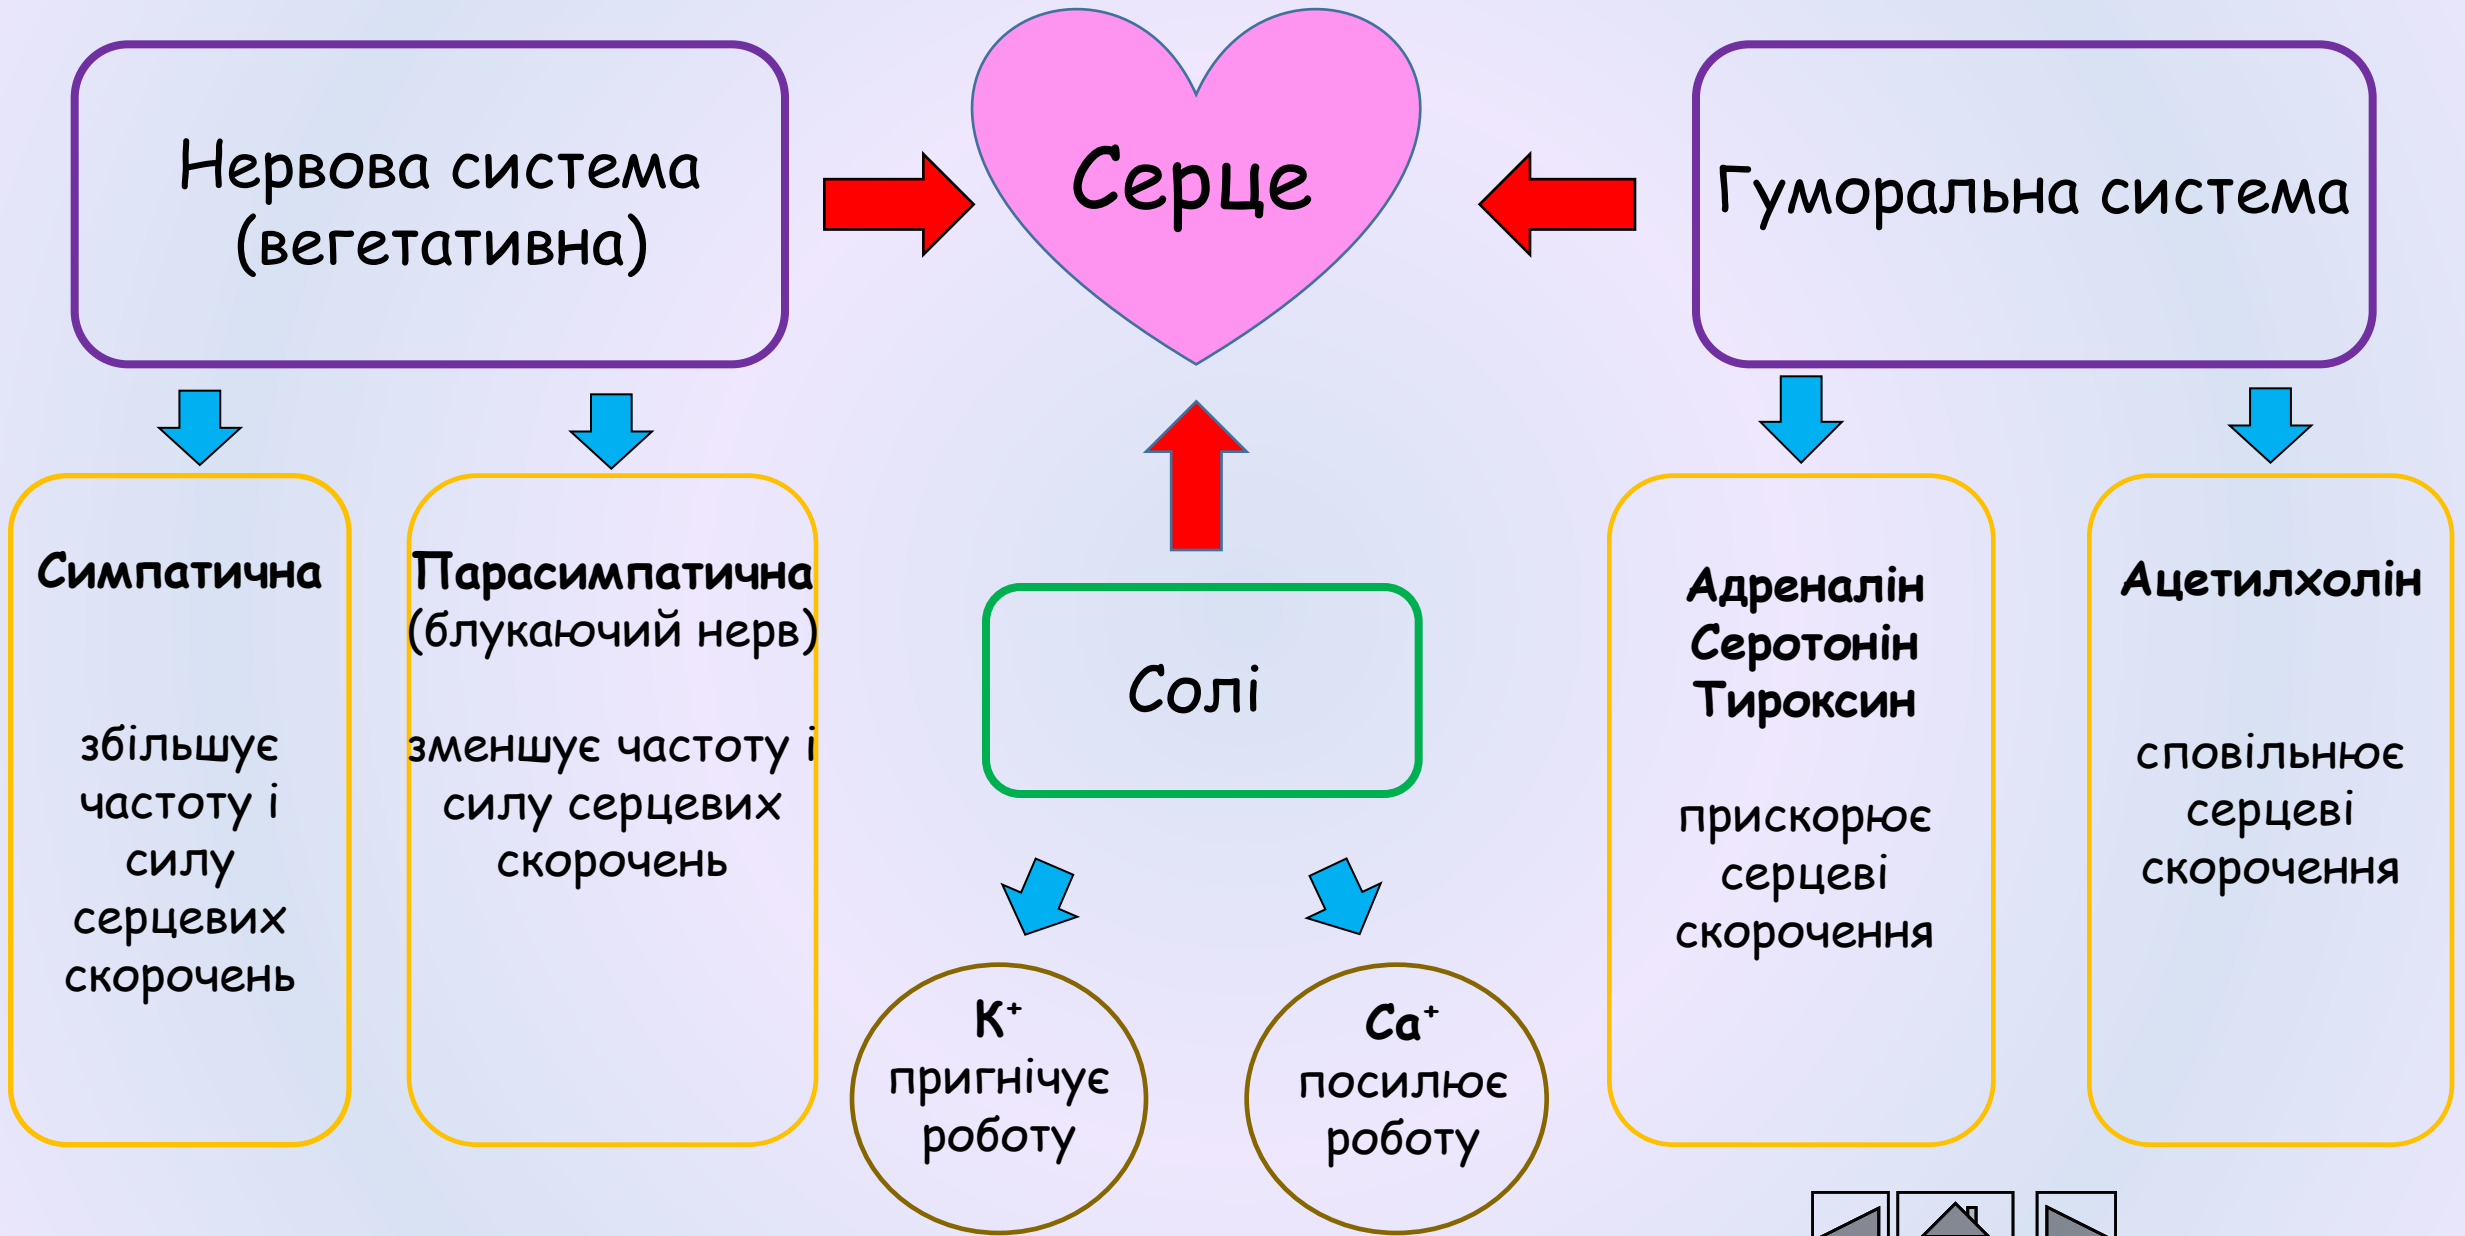 Нервова система
(вегетативна)
Серце
Гуморальна система
Симпатична
збільшує
частоту і
силу
серцевих
скорочень
Парасимпатична
(блукаючий нерв)
зменшує частоту і
силу серцевих
скорочень
Солі
К⁺
пригнічує
роботу
Са⁺
посилює
роботу
Адреналін
Серотонін
Тироксин
прискорює
серцеві
скорочення
Ацетилхолін
сповільнює
серцеві
скорочення